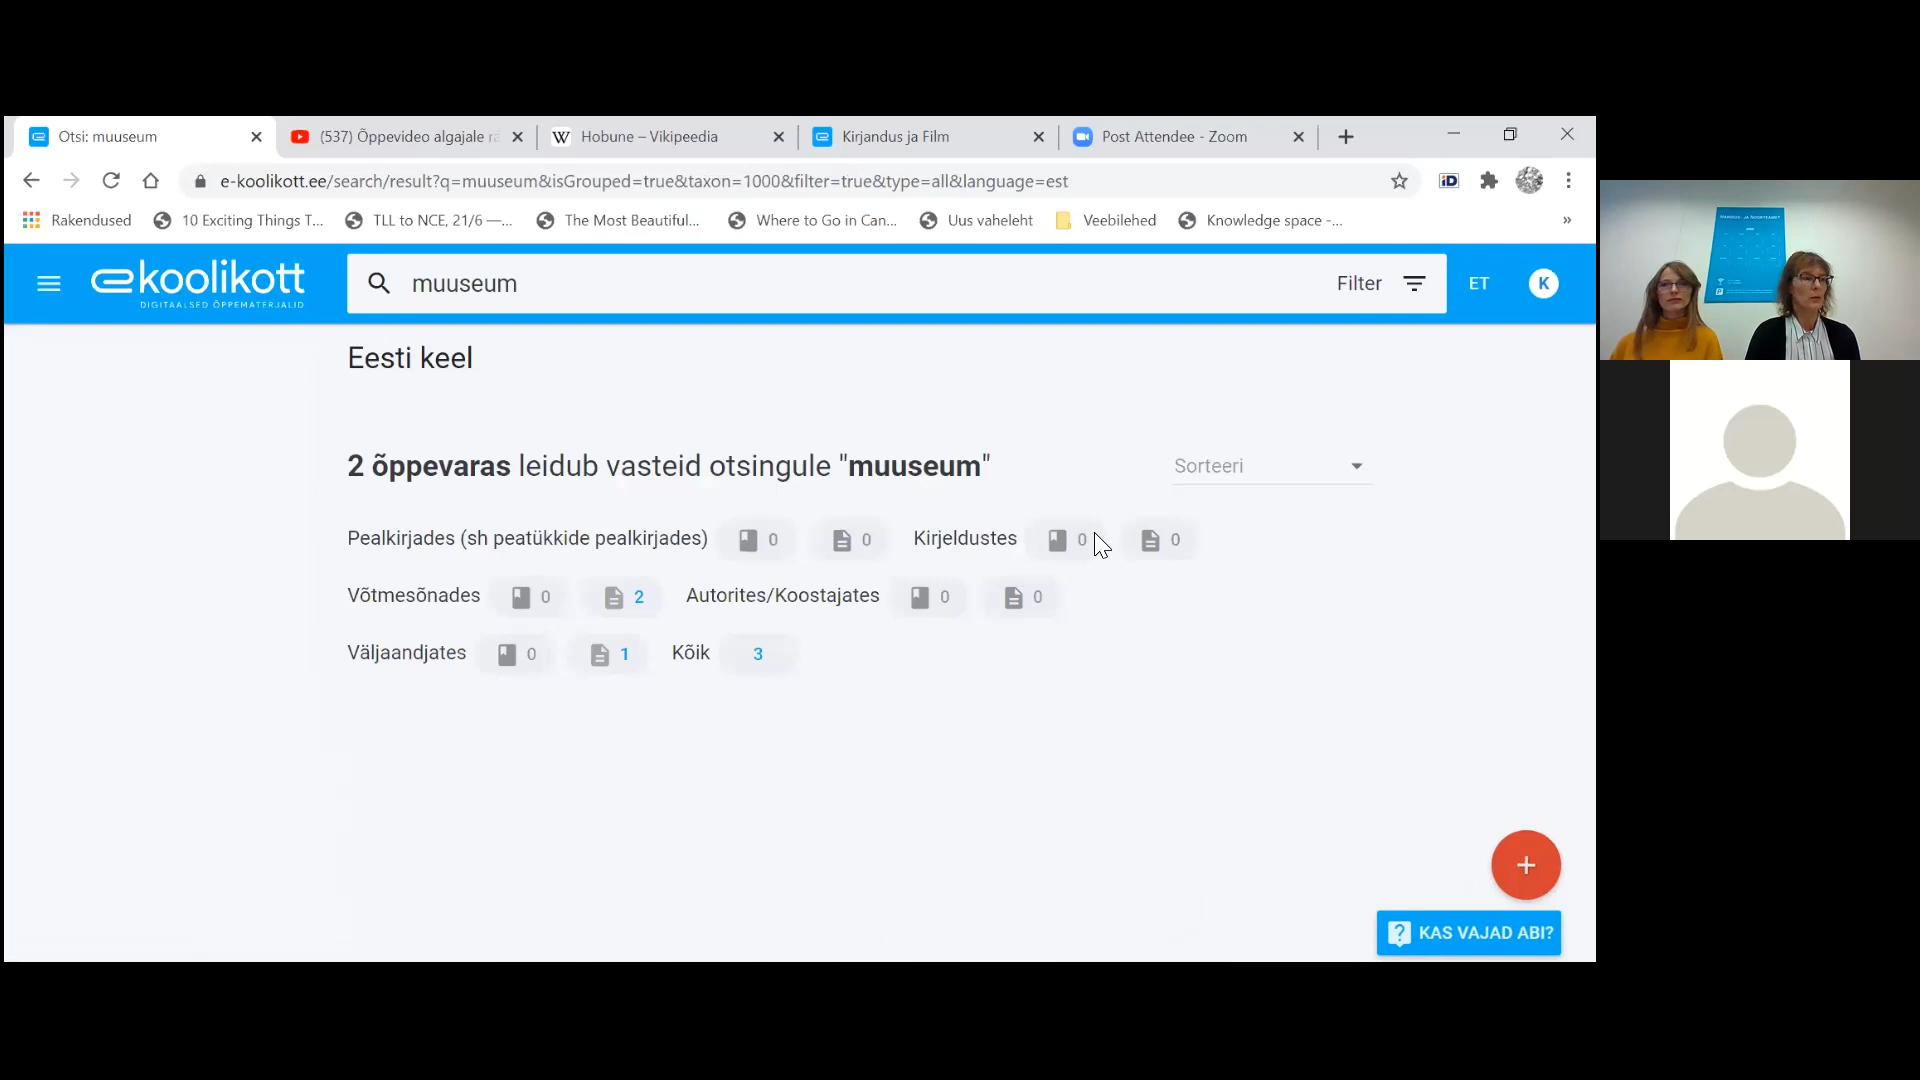 Otsi: muuseum
(537) Õppevideo algajale rä
Hobune – Vikipeedia
Kirjandus ja Film
Post Attendee - Zoom
e-koolikott.ee/search/result?q=muuseum&isGrouped=true&taxon=1000&filter=true&type=all&language=est
iD
Rakendused
10 Exciting Things T...
TLL to NCE, 21/6 —...
The Most Beautiful...
Where to Go in Can...
Uus vaheleht
Veebilehed
Knowledge space -...
»
koolikott
DIGITAALSED ÕPPEMATERJALID
muuseum
Filter
ET
K
Eesti keel
2 õppevaras leidub vasteid otsingule "muuseum"
Sorteeri
Pealkirjades (sh peatükkide pealkirjades) 0 0 Kirjeldustes 0 0
Võtmesõnades 0 2 Autorites/Koostajates 0 0
Väljaandjates 0 1 Kõik 3
+
? KAS VAJAD ABI?